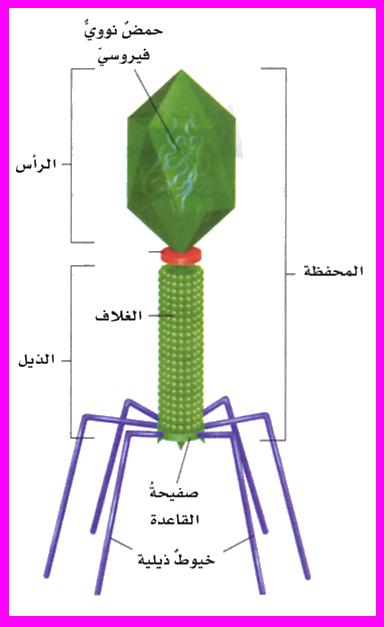 حمضٌ نوويٌّ
فيروسيّ
الرأس
المحفظة
الغلاف
الذيل
صفيحةُ
القاعدة
خيوطٌ ذيلية